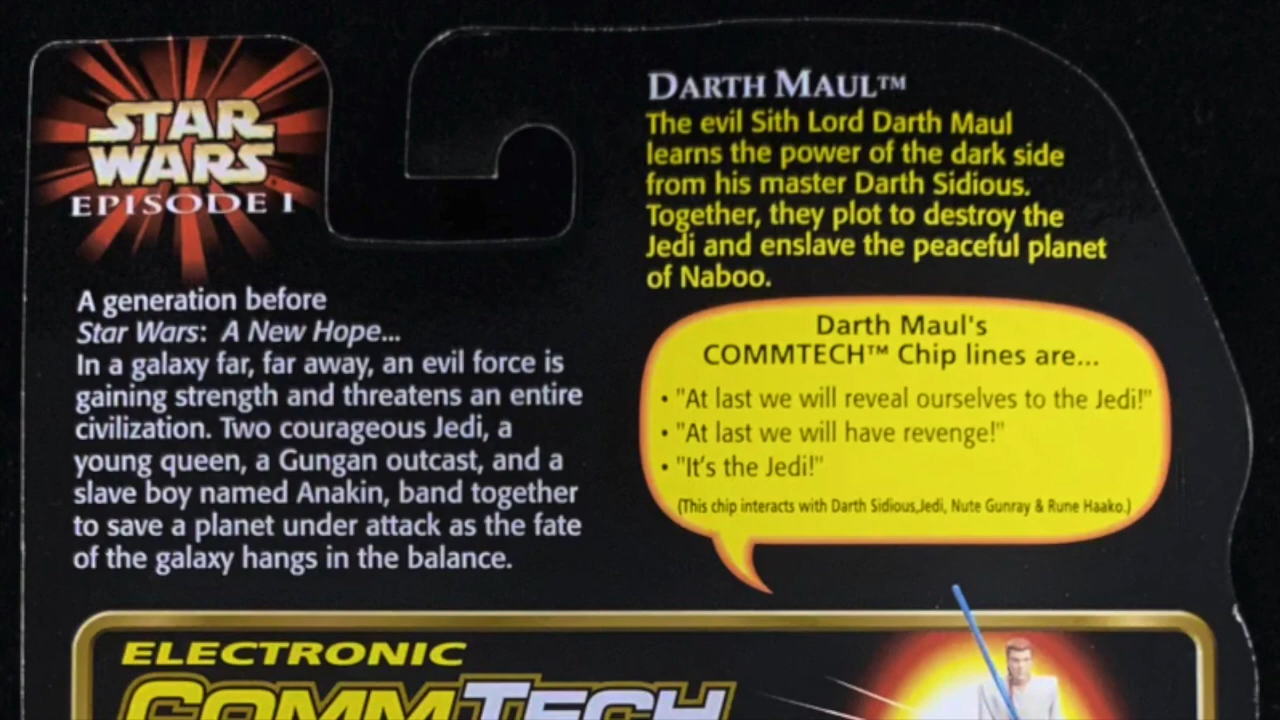 STAR
WARS
EPISODE I
A generation before
Star Wars: A New Hope...
In a galaxy far, far away, an evil force is
gaining strength and threatens an entire
civilization. Two courageous Jedi, a
young queen, a Gungan outcast, and a
slave boy named Anakin, band together
to save a planet under attack as the fate
of the galaxy hangs in the balance.
DARTH MAUL™
The evil Sith Lord Darth Maul
learns the power of the dark side
from his master Darth Sidious.
Together, they plot to destroy the
Jedi and enslave the peaceful planet
of Naboo.
Darth Maul's
COMMTECH™ Chip lines are...
• "At last we will reveal ourselves to the Jedi!"
• "At last we will have revenge!"
• "It's the Jedi!"
(This chip interacts with Darth Sidious,Jedi, Nute Gunray & Rune Haako.)
ELECTRONIC
COMMTECH